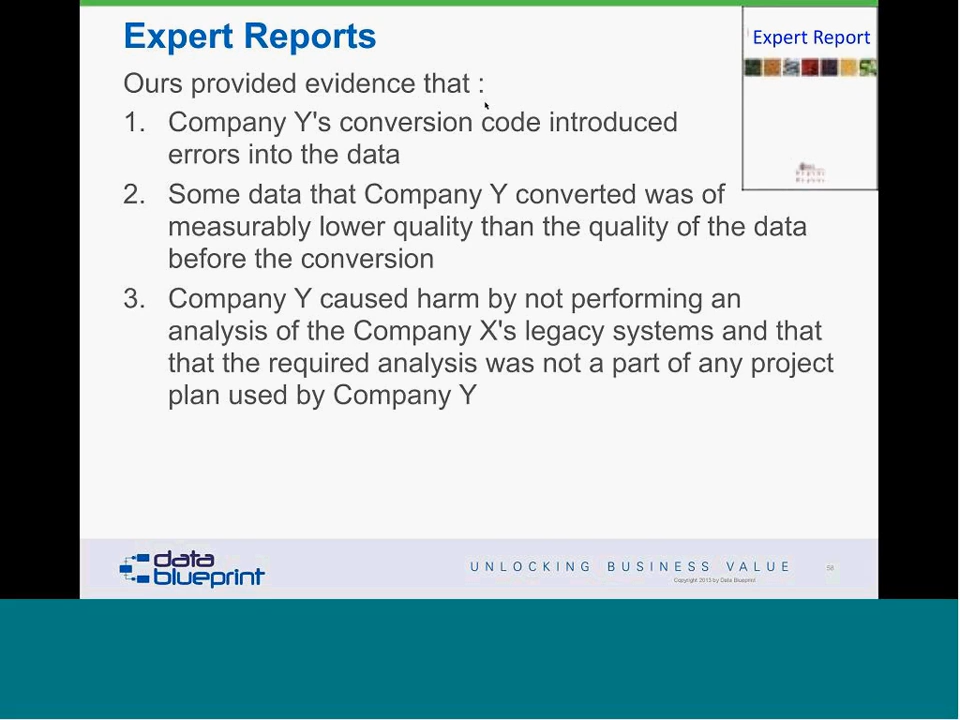 Expert Reports
Expert Report
Ours provided evidence that :
1. Company Y's conversion code introduced
errors into the data
2. Some data that Company Y converted was of
measurably lower quality than the quality of the data
before the conversion
3. Company Y caused harm by not performing an
analysis of the Company X's legacy systems and that
that the required analysis was not a part of any project
plan used by Company Y
data
blueprint
UNLOCKING BUSINESS VALUE
Copyright 2013 by Data Blueprint